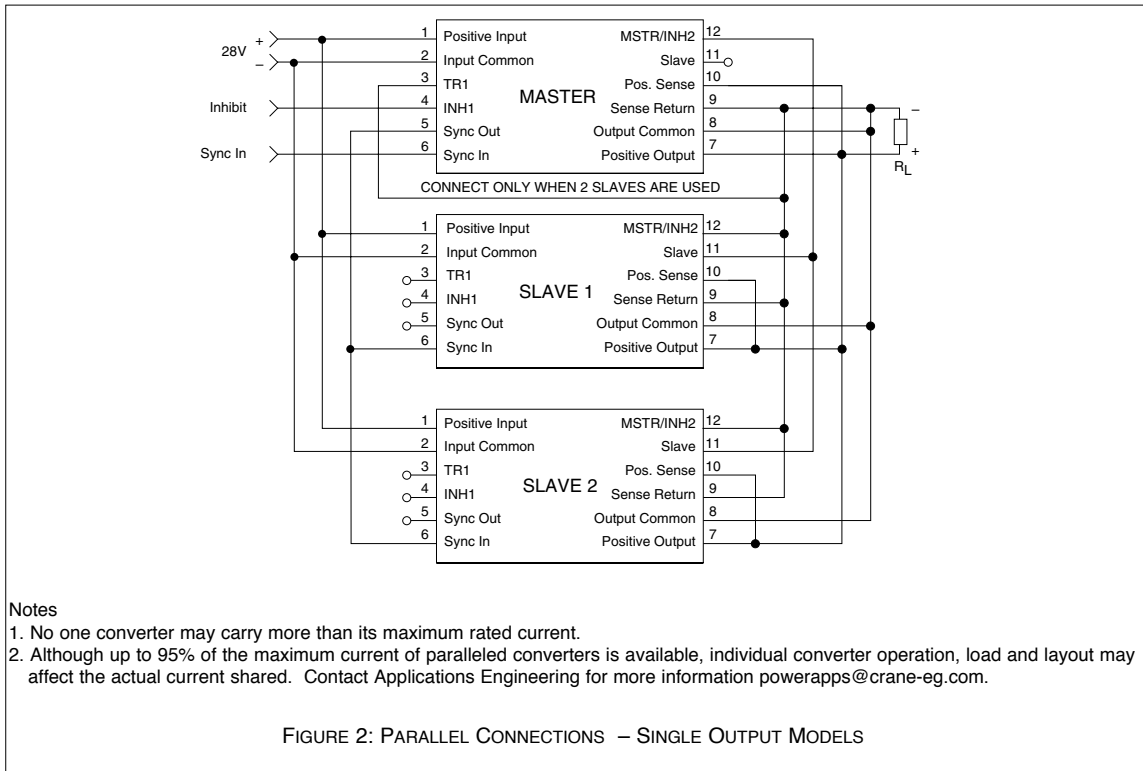 28V
+
–
Inhibit
Sync In
1 Positive Input MSTR/INH2 12
2 Input Common Slave 11
3 TR1 Pos. Sense 10
4 INH1 MASTER Sense Return 9
5 Sync Out Output Common 8
6 Sync In Positive Output 7
–
+
RL
CONNECT ONLY WHEN 2 SLAVES ARE USED
1 Positive Input MSTR/INH2 12
2 Input Common Slave 11
3 TR1 Pos. Sense 10
4 INH1 SLAVE 1 Sense Return 9
5 Sync Out Output Common 8
6 Sync In Positive Output 7
1 Positive Input MSTR/INH2 12
2 Input Common Slave 11
3 TR1 Pos. Sense 10
4 INH1 SLAVE 2 Sense Return 9
5 Sync Out Output Common 8
6 Sync In Positive Output 7
Notes
1. No one converter may carry more than its maximum rated current.
2. Although up to 95% of the maximum current of paralleled converters is available, individual converter operation, load and layout may
affect the actual current shared. Contact Applications Engineering for more information powerapps@crane-eg.com.
FIGURE 2: PARALLEL CONNECTIONS – SINGLE OUTPUT MODELS